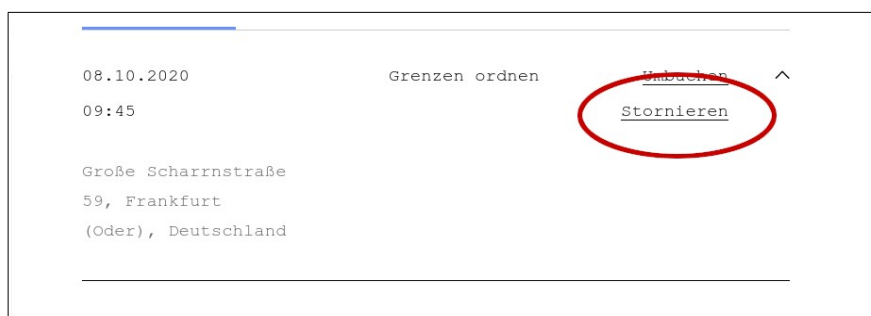 08.10.2020 Grenzen ordnen Umbuchen
09:45 Stornieren
Große Scharrnstraße
59, Frankfurt
(Oder), Deutschland